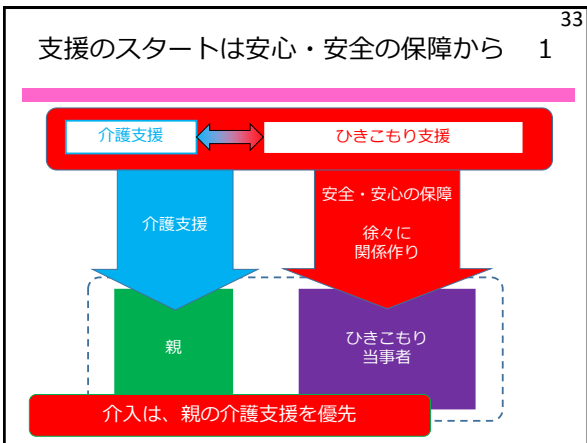 33
支援のスタートは安心・安全の保障から 1
介護支援
ひきこもり支援
介護支援
安全・安心の保障
徐々に
関係作り
親
ひきこもり
当事者
介入は、親の介護支援を優先